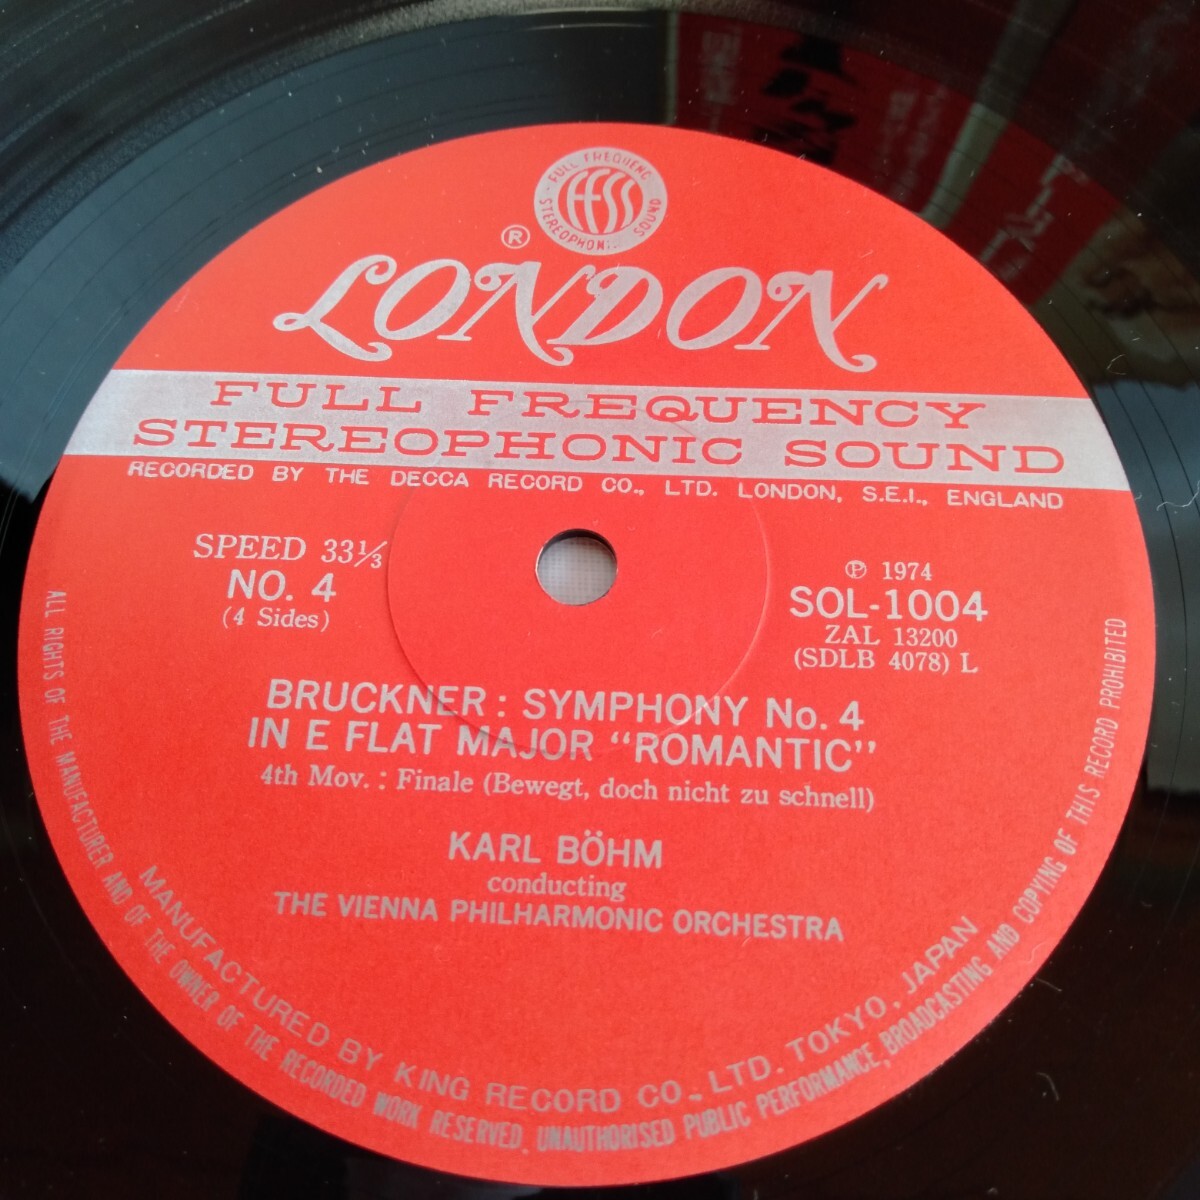 FULL FREQUENC
ffss
STEREOPHONI SOUND
®
LONDON
FULL FREQUENCY
STEREOPHONIC SOUND
RECORDED BY THE DECCA RECORD CO., LTD. LONDON, S.E.I., ENGLAND
SPEED 33⅓
NO. 4
(4 Sides)
℗ 1974
SOL-1004
ZAL 13200
(SDLB 4078) L
BRUCKNER: SYMPHONY No. 4
IN E FLAT MAJOR “ROMANTIC”
4th Mov. : Finale (Bewegt, doch nicht zu schnell)
KARL BÖHM
conducting
THE VIENNA PHILHARMONIC ORCHESTRA
MANUFACTURED BY KING RECORD CO., LTD. TOKYO, JAPAN
ALL RIGHTS OF THE MANUFACTURER AND OF THE OWNER OF THE RECORDED WORK RESERVED. UNAUTHORISED PUBLIC PERFORMANCE, BROADCASTING AND COPYING OF THIS RECORD PROHIBITED